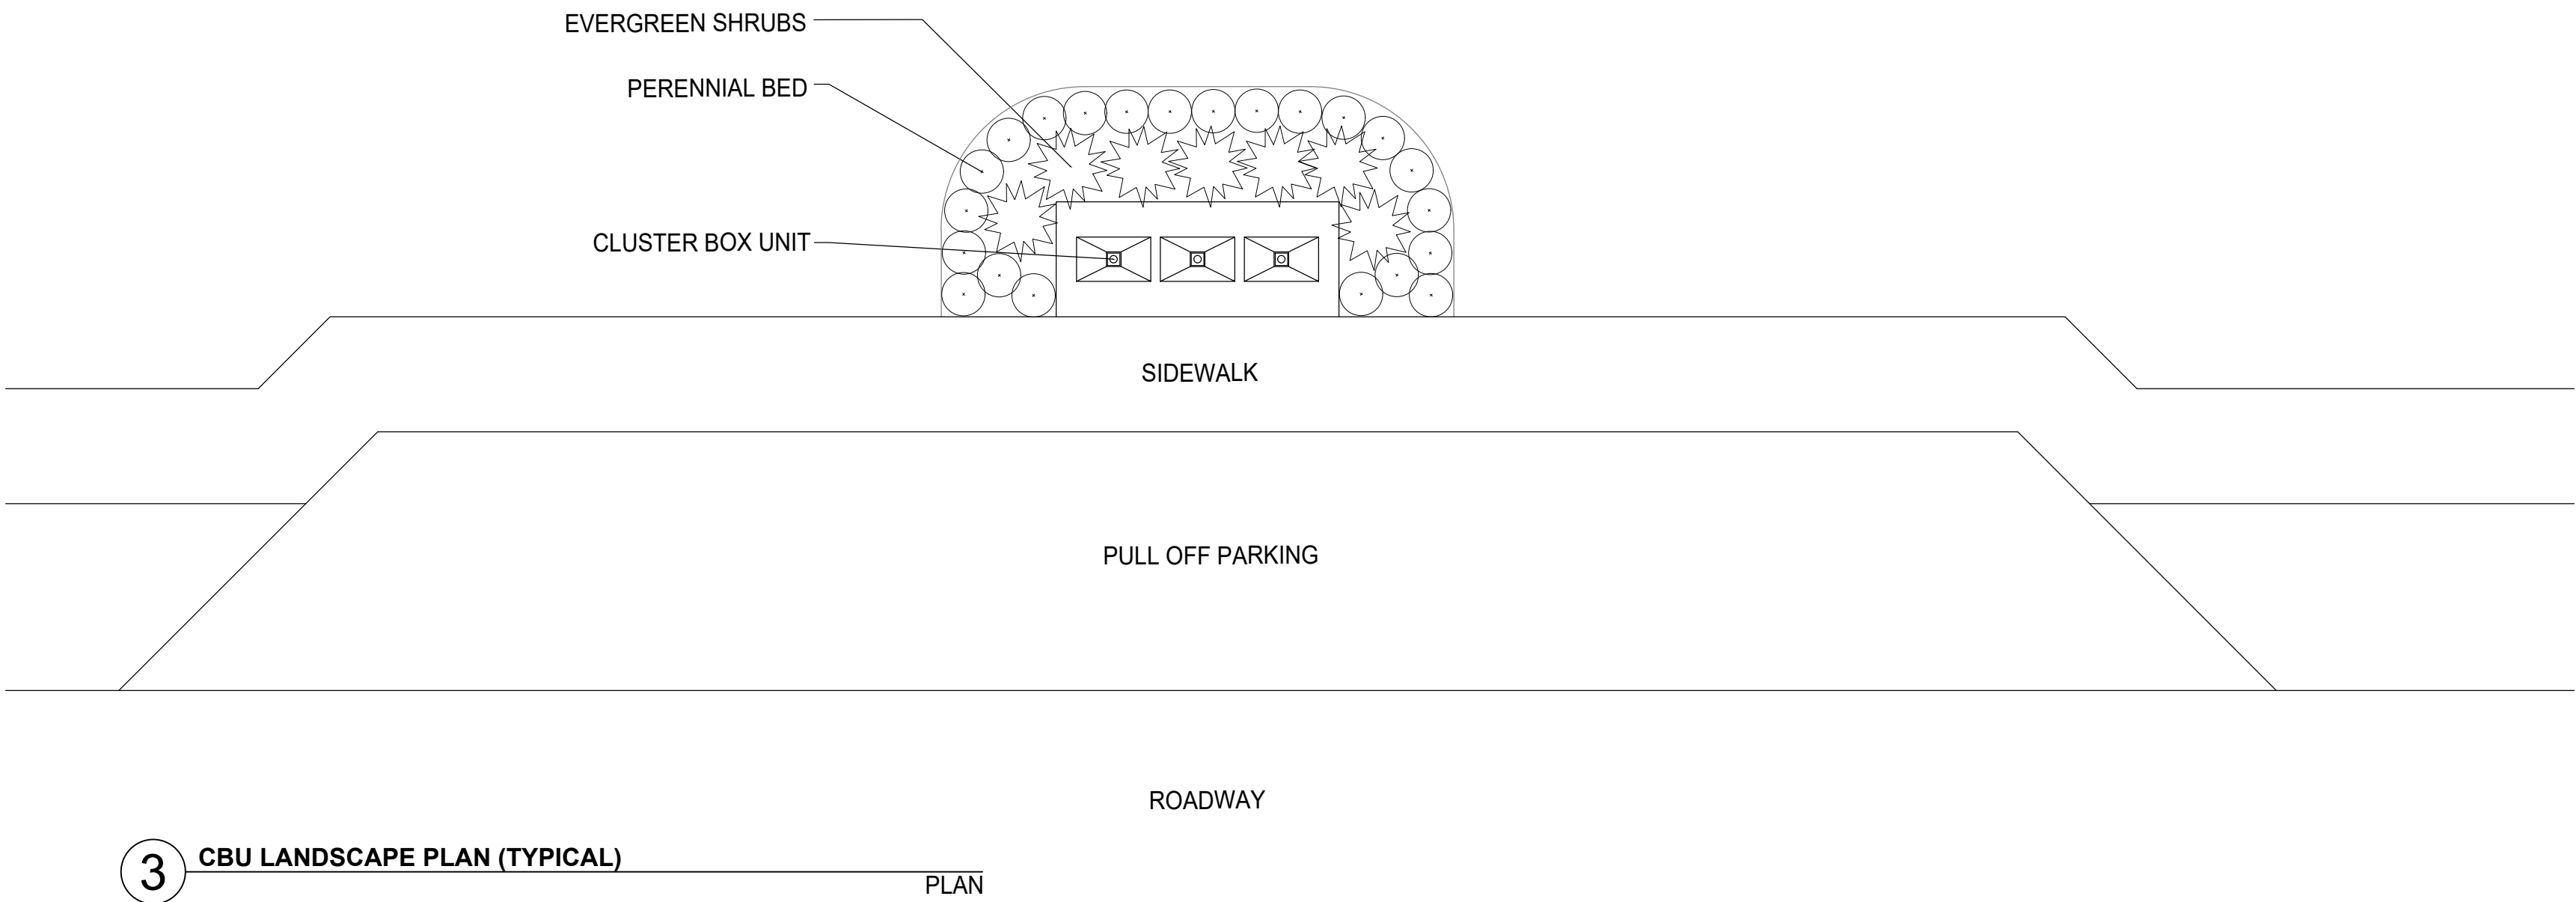 EVERGREEN SHRUBS
PERENNIAL BED
CLUSTER BOX UNIT
SIDEWALK
PULL OFF PARKING
ROADWAY
3 CBU LANDSCAPE PLAN (TYPICAL)
PLAN